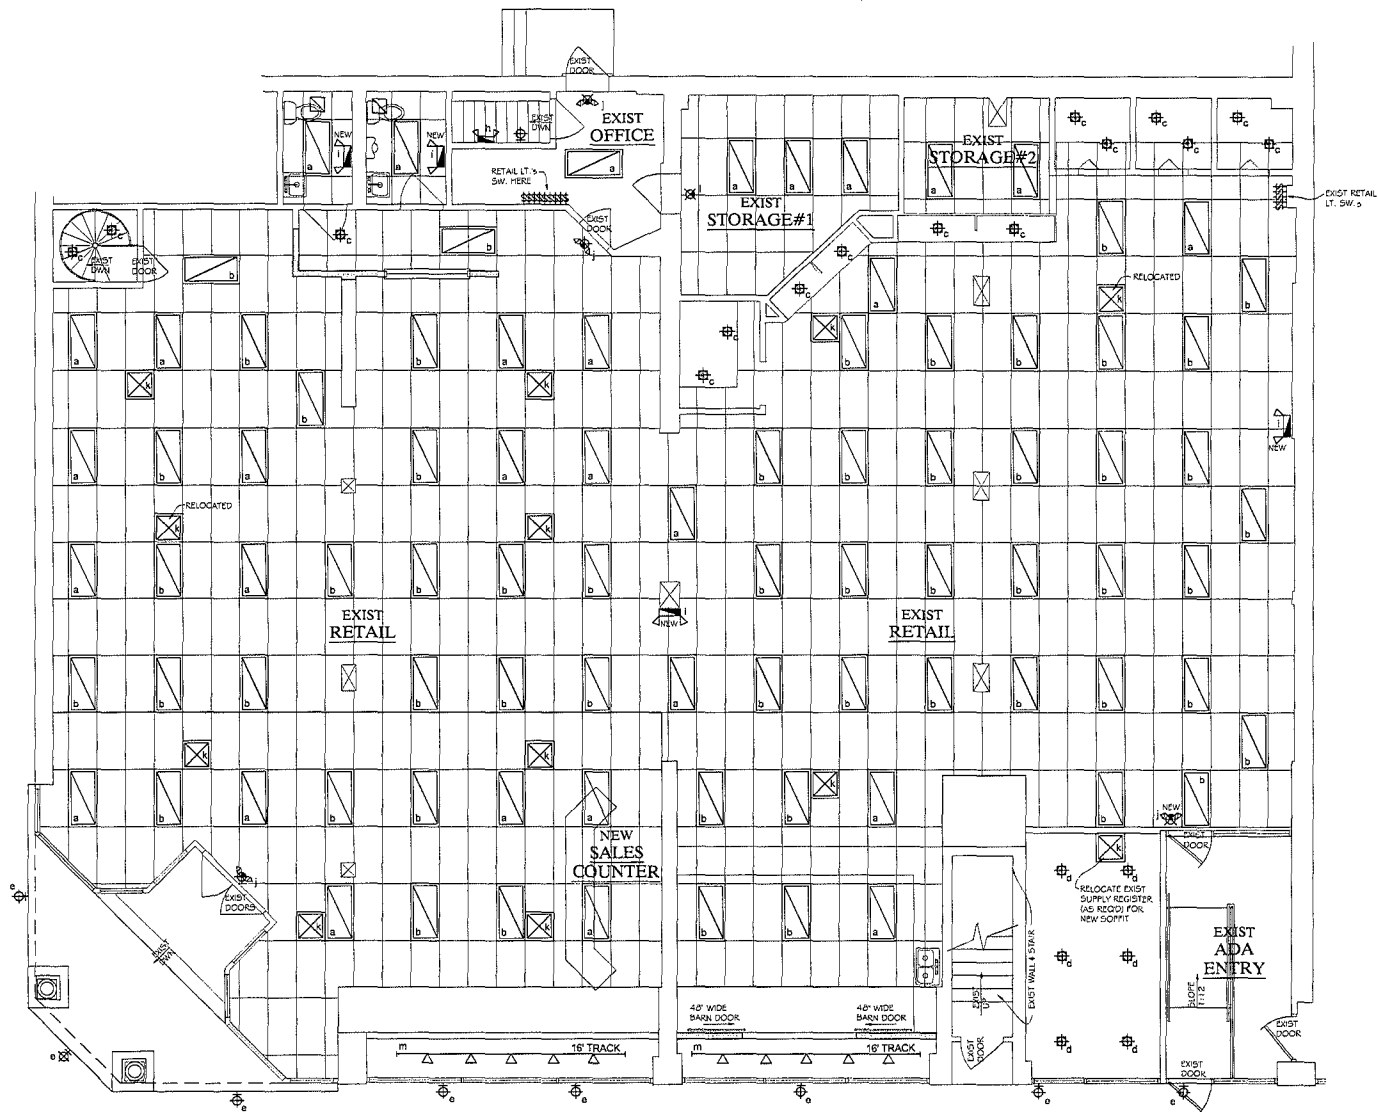 EXIST
DOOR
j
EXIST
OFFICE
EXIST
DWN
h
NEW
i
NEW
i
a
a
a
RETAIL LT.'s
SW. HERE
EXIST
DOOR
j
l
EXIST
STORAGE#1
a
a
a
EXIST
STORAGE#2
a
a
c
c
c
c
c
c
EXIST RETAIL
LT. SW.s
EXIST
DWN
EXIST
DOOR
c
c
c
b
b
c
c
c
c
a
b
a
b
RELOCATED
k
a
a
b
b
a
a
k
b
b
b
b
b
c
c
k
k
b
a
b
a
b
a
a
b
b
b
b
b
b
i
NEW
RELOCATED
k
k
a
b
a
b
a
b
b
b
b
b
b
b
b
b
b
b
b
b
EXIST
RETAIL
NEW
i
EXIST
RETAIL
b
b
b
b
b
b
a
b
b
b
b
b
b
b
k
k
k
a
b
a
b
b
a
a
b
b
a
b
b
NEW
j
NEW
SALES
COUNTER
j
EXIST
DOORS
EXIST
DWN
k
a
b
k
a
b
b
a
k
RELOCATE EXIST
SUPPLY REGISTER
(AS REQ'D) FOR
NEW SOFFIT
d
d
d
d
d
d
EXIST
DOOR
EXIST
ADA
ENTRY
SLOPE
1:12
EXIST WALL & STAIR
EXIST
UP
EXIST
DOOR
EXIST
DOOR
EXIST
DOOR
48" WIDE
BARN DOOR
48" WIDE
BARN DOOR
m
16' TRACK
m
16' TRACK
e
e
e
e
e
e
e
e